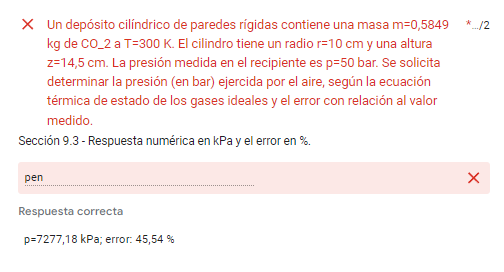 Un depósito cilíndrico de paredes rígidas contiene una masa m=0,5849 *.../2
kg de CO_2 a T=300 K. El cilindro tiene un radio r=10 cm y una altura
z=14,5 cm. La presión medida en el recipiente es p=50 bar. Se solicita
determinar la presión (en bar) ejercida por el aire, según la ecuación
térmica de estado de los gases ideales y el error con relación al valor
medido.
Sección 9.3 - Respuesta numérica en kPa y el error en %.
pen
Respuesta correcta
p=7277,18 kPa; error: 45,54 %